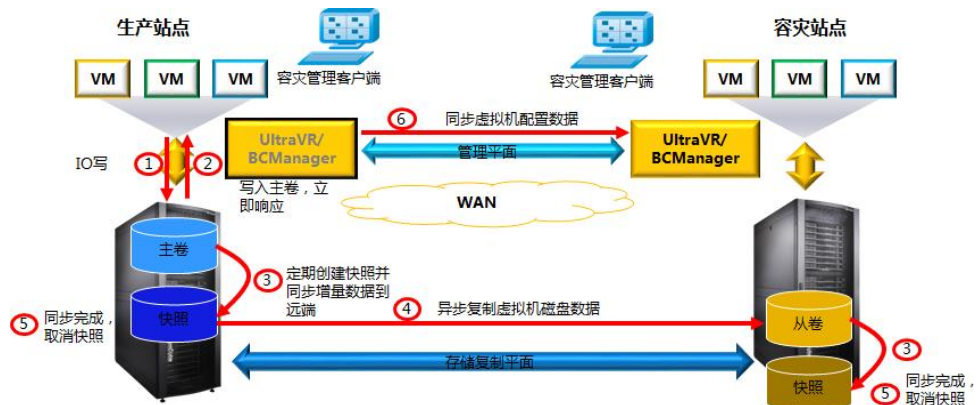 生产站点
容灾站点
容灾管理客户端
容灾管理客户端
VM
VM
VM
VM
VM
VM
⑥ 同步虚拟机配置数据
UltraVR/
BCManager
管理平面
UltraVR/
BCManager
IO写
①
②
写入主卷，立
即响应
WAN
主卷
③ 定期创建快照并
同步增量数据到
远端
⑤ 同步完成，
取消快照
快照
④ 异步复制虚拟机磁盘数据
从卷
③
存储复制平面
快照
⑤ 同步完成，
取消快照